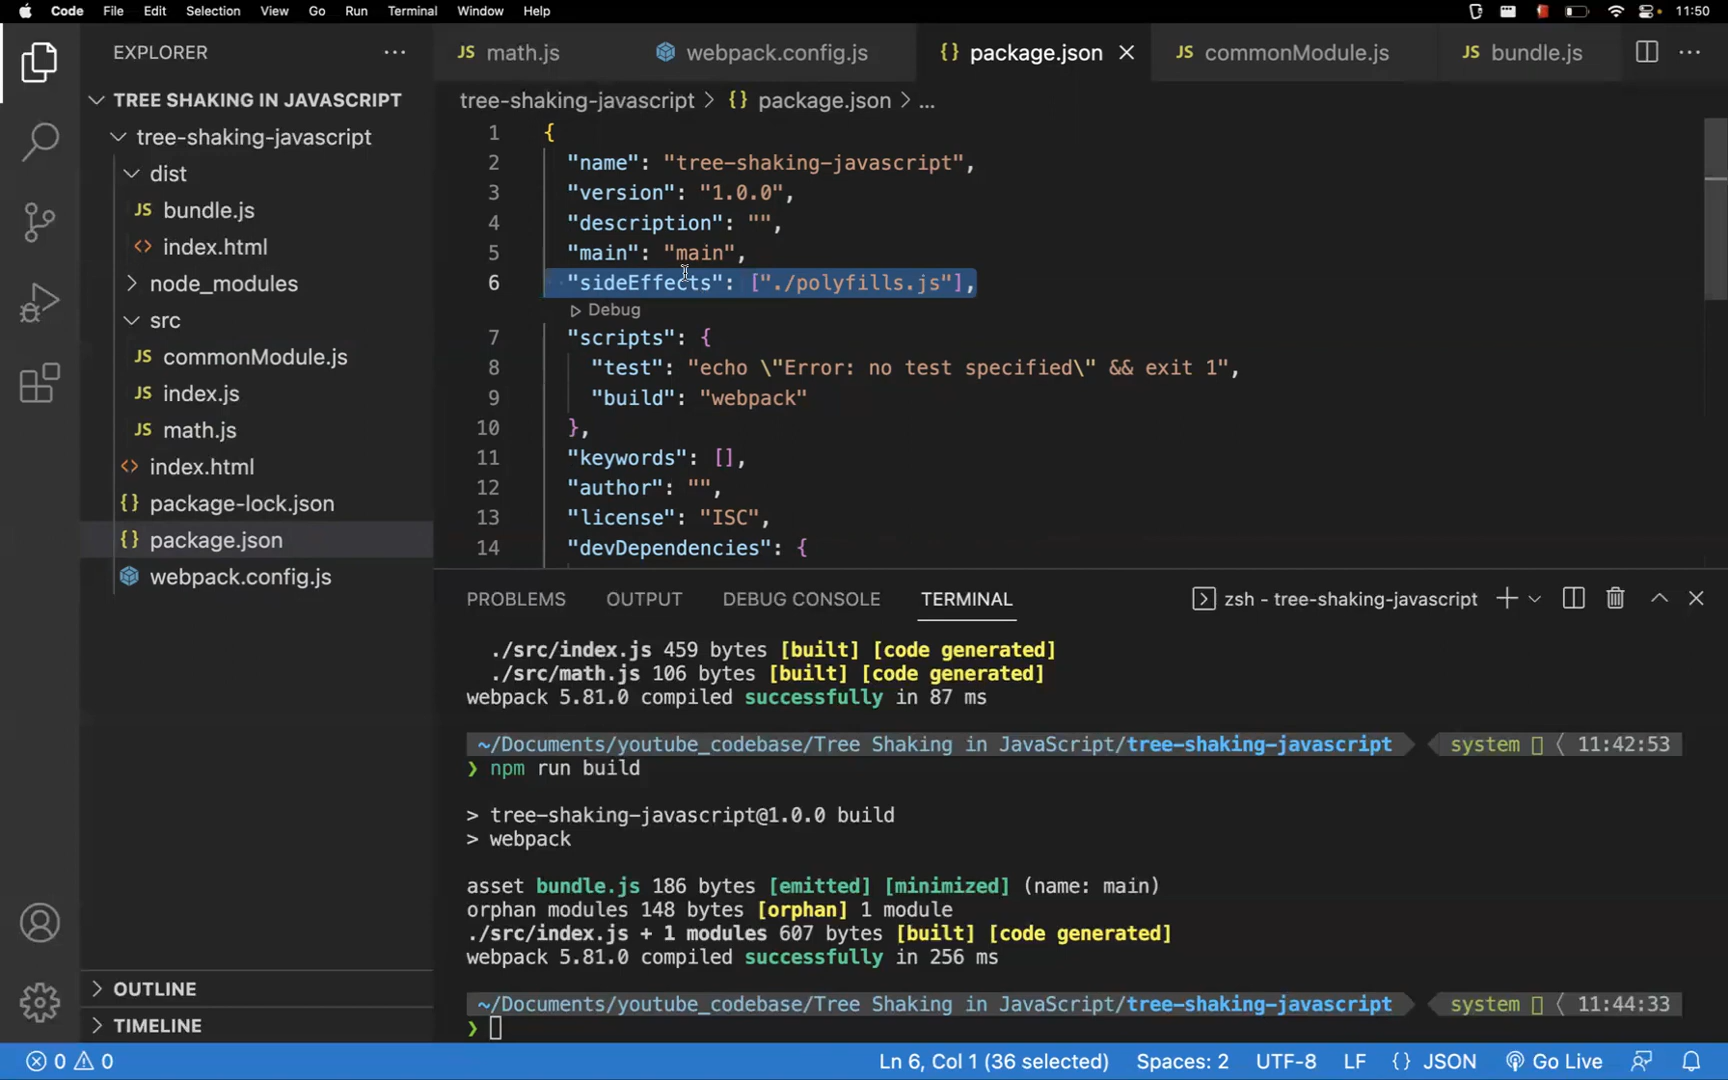 Code File Edit Selection View Go Run Terminal Window Help 11:50
EXPLORER
TREE SHAKING IN JAVASCRIPT
tree-shaking-javascript
dist
JS bundle.js
<> index.html
node_modules
src
JS commonModule.js
JS index.js
JS math.js
<> index.html
{} package-lock.json
{} package.json
webpack.config.js
OUTLINE
TIMELINE
JS math.js webpack.config.js {} package.json JS commonModule.js JS bundle.js
tree-shaking-javascript > {} package.json > ...
1 {
2 "name": "tree-shaking-javascript",
3 "version": "1.0.0",
4 "description": "",
5 "main": "main",
6 "sideEffects": ["./polyfills.js"],
Debug
7 "scripts": {
8 "test": "echo \"Error: no test specified\" && exit 1",
9 "build": "webpack"
10 },
11 "keywords": [],
12 "author": "",
13 "license": "ISC",
14 "devDependencies": {
PROBLEMS OUTPUT DEBUG CONSOLE TERMINAL zsh - tree-shaking-javascript
./src/index.js 459 bytes [built] [code generated]
./src/math.js 106 bytes [built] [code generated]
webpack 5.81.0 compiled successfully in 87 ms
~/Documents/youtube_codebase/Tree Shaking in JavaScript/tree-shaking-javascript system 11:42:53
❯ npm run build
> tree-shaking-javascript@1.0.0 build
> webpack
asset bundle.js 186 bytes [emitted] [minimized] (name: main)
orphan modules 148 bytes [orphan] 1 module
./src/index.js + 1 modules 607 bytes [built] [code generated]
webpack 5.81.0 compiled successfully in 256 ms
~/Documents/youtube_codebase/Tree Shaking in JavaScript/tree-shaking-javascript system 11:44:33
❯
0 0 Ln 6, Col 1 (36 selected) Spaces: 2 UTF-8 LF {} JSON Go Live